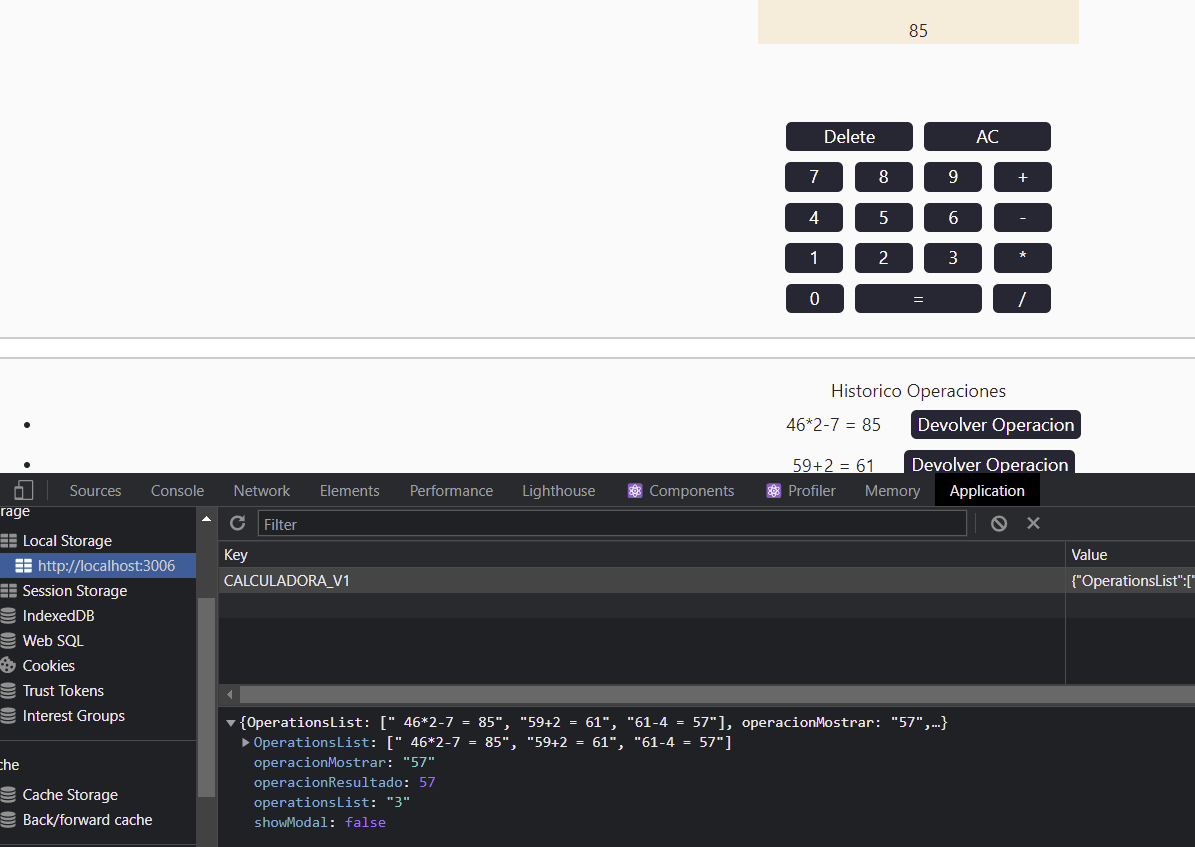 85
Delete AC
7 8 9 +
4 5 6 -
1 2 3 *
0 = /
Historico Operaciones
46*2-7 = 85 Devolver Operacion
59+2 = 61 Devolver Operacion
Sources Console Network Elements Performance Lighthouse Components Profiler Memory Application
rage
Filter
Local Storage
Key Value
http://localhost:3006
CALCULADORA_V1 {"OperationsList":["
Session Storage
IndexedDB
Web SQL
Cookies
Trust Tokens
Interest Groups
che
Cache Storage
Back/forward cache
{OperationsList: [" 46*2-7 = 85", "59+2 = 61", "61-4 = 57"], operacionMostrar: "57",…}
OperationsList: [" 46*2-7 = 85", "59+2 = 61", "61-4 = 57"]
operacionMostrar: "57"
operacionResultado: 57
operationsList: "3"
showModal: false